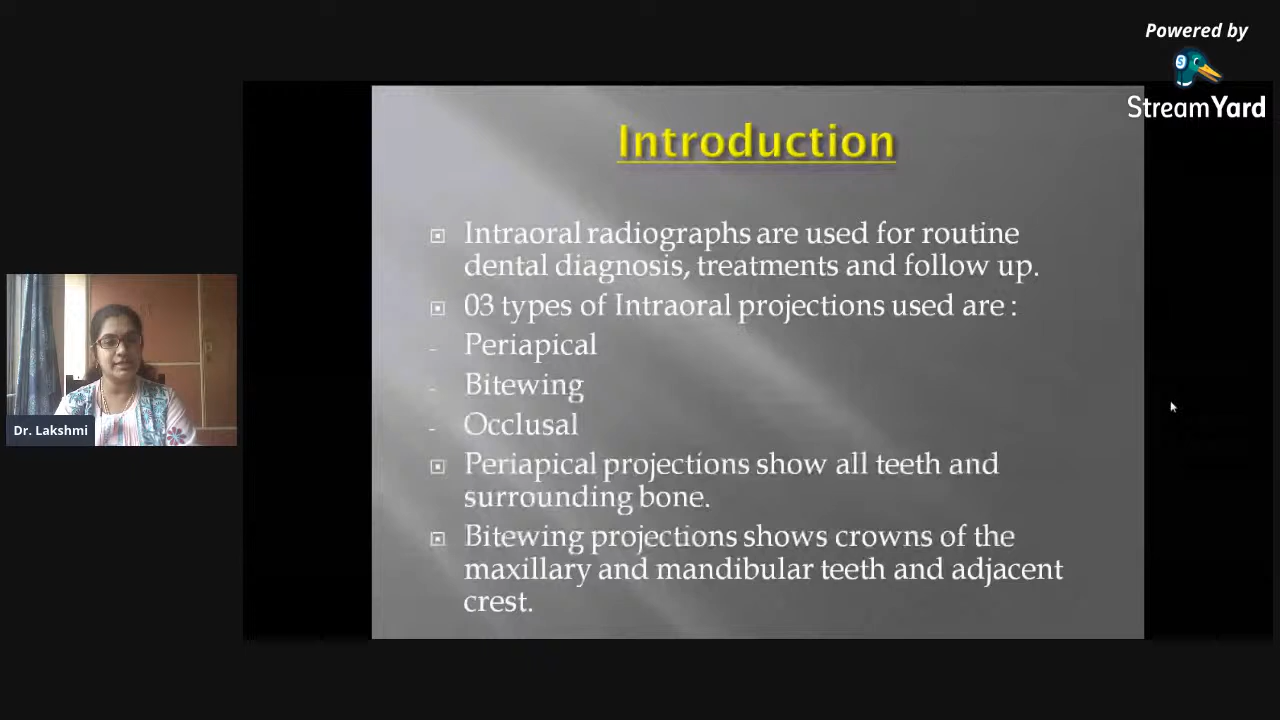 Powered by
StreamYard
Introduction
Intraoral radiographs are used for routine
dental diagnosis, treatments and follow up.
03 types of Intraoral projections used are :
- Periapical
- Bitewing
- Occlusal
Periapical projections show all teeth and
surrounding bone.
Bitewing projections shows crowns of the
maxillary and mandibular teeth and adjacent
crest.
Dr. Lakshmi